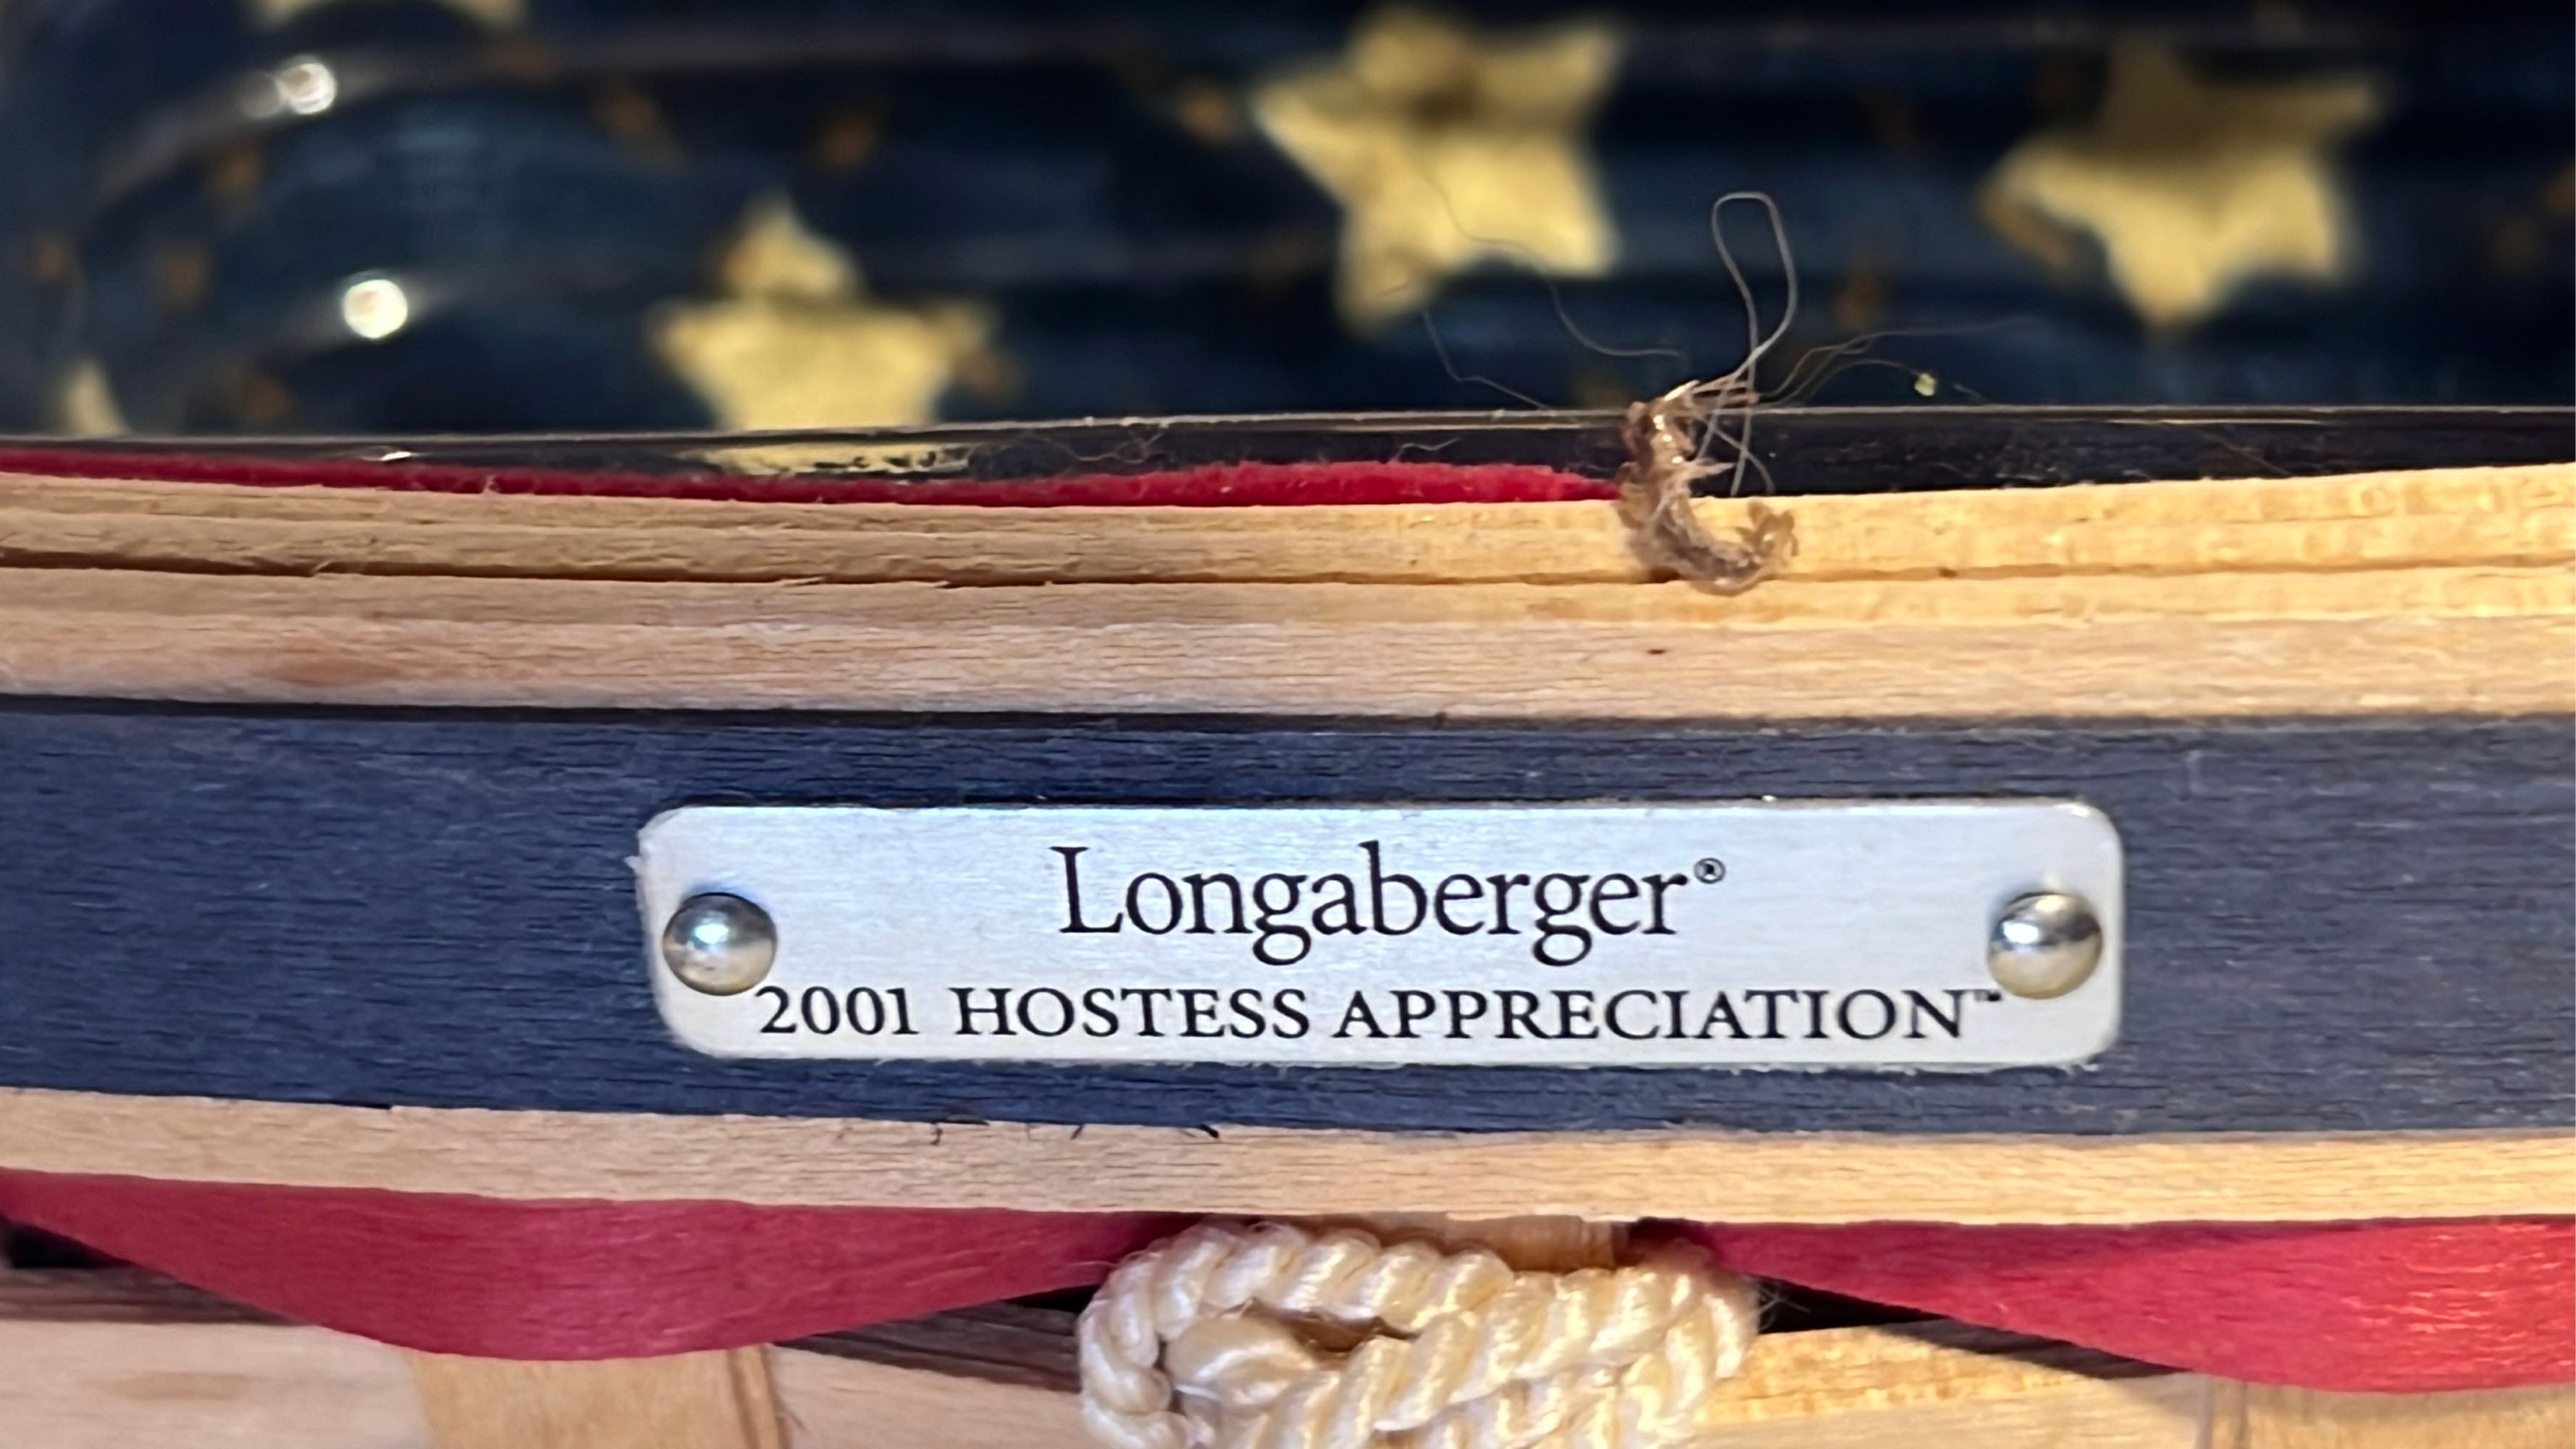 Longaberger®
2001 HOSTESS APPRECIATION™